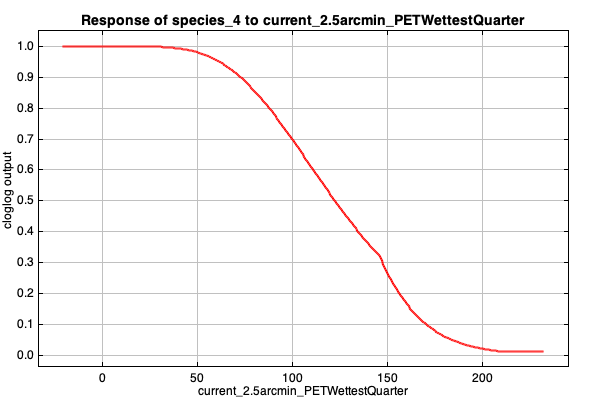 Response of species_4 to current_2.5arcmin_PETWettestQuarter
1.0
0.9
0.8
0.7
0.6
0.5
0.4
0.3
0.2
0.1
0.0
cloglog output
0 50 100 150 200
current_2.5arcmin_PETWettestQuarter